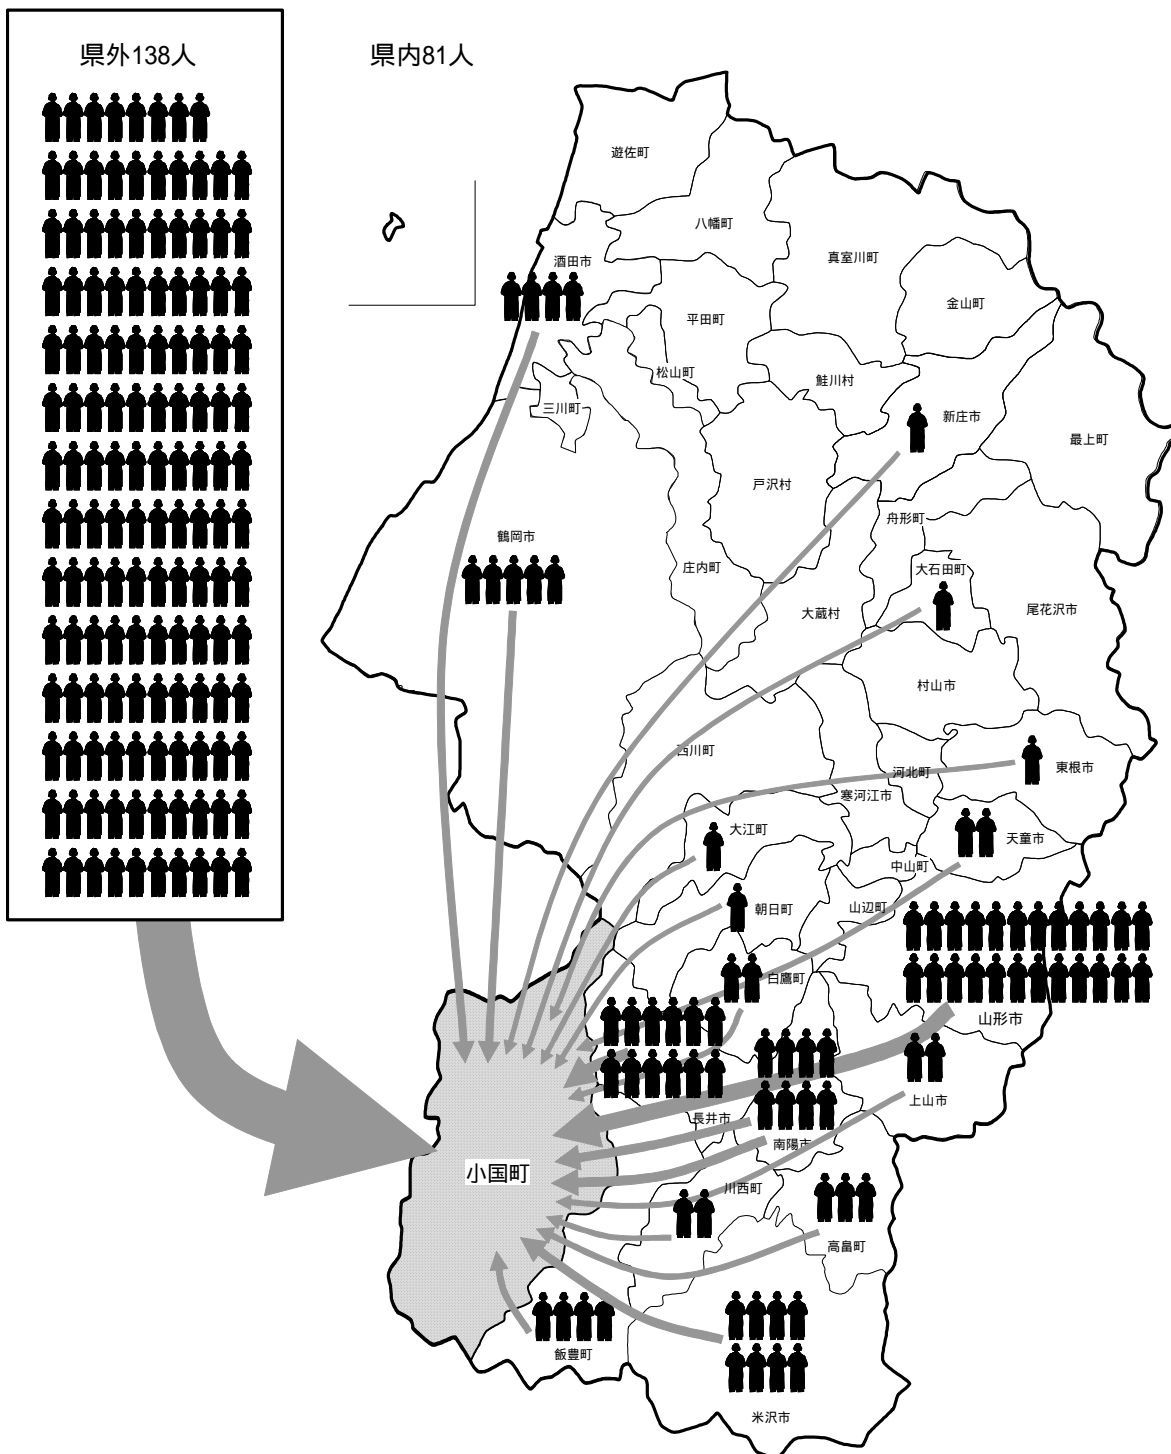 県外138人
県内81人
遊佐町
八幡町
酒田市
真室川町
金山町
平田町
松山町
鮭川村
三川町
新庄市
最上町
戸沢村
舟形町
鶴岡市
庄内町
大石田町
大蔵村
尾花沢市
村山市
西川町
河北町
東根市
寒河江市
大江町
天童市
中山町
朝日町
山辺町
白鷹町
山形市
上山市
長井市
南陽市
小国町
川西町
高畠町
飯豊町
米沢市